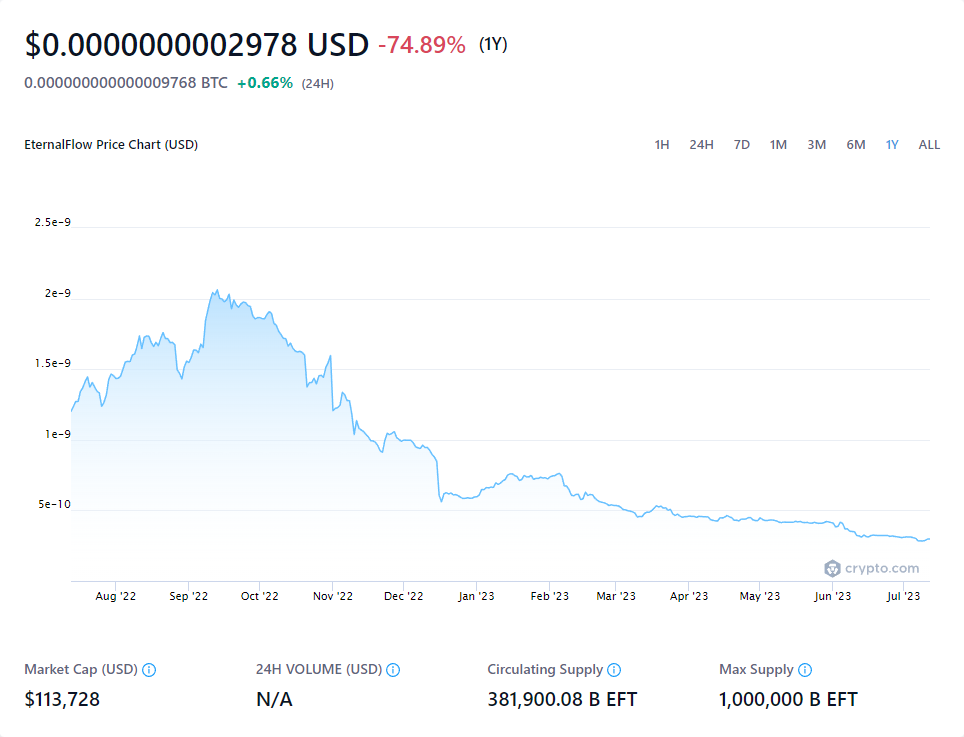 $0.0000000002978 USD -74.89% (1Y)
0.000000000000009768 BTC +0.66% (24H)
EternalFlow Price Chart (USD) 1H 24H 7D 1M 3M 6M 1Y ALL
2.5e-9
2e-9
1.5e-9
1e-9
5e-10
crypto.com
Aug '22 Sep '22 Oct '22 Nov '22 Dec '22 Jan '23 Feb '23 Mar '23 Apr '23 May '23 Jun '23 Jul '23
Market Cap (USD) 24H VOLUME (USD) Circulating Supply Max Supply
$113,728 N/A 381,900.08 B EFT 1,000,000 B EFT